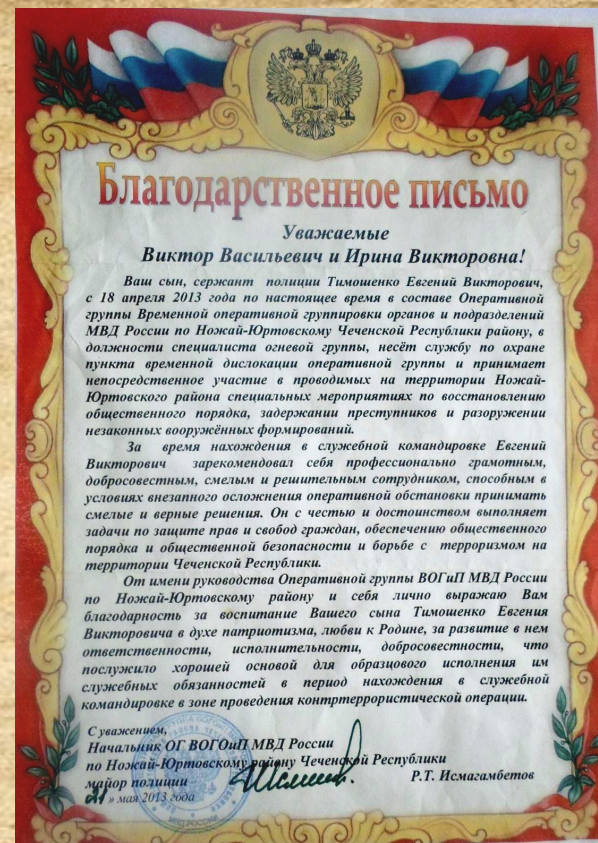 Благодарственное письмо
Уважаемые
Виктор Васильевич и Ирина Викторовна!
Ваш сын, сержант полиции Тимошенко Евгений Викторович,
с 18 апреля 2013 года по настоящее время в составе Оперативной
группы Временной оперативной группировки органов и подразделений
МВД России по Ножай-Юртовскому Чеченской Республики району, в
должности специалиста огневой группы, несёт службу по охране
пункта временной дислокации оперативной группы и принимает
непосредственное участие в проводимых на территории Ножай-
Юртовского района специальных мероприятиях по восстановлению
общественного порядка, задержании преступников и разоружении
незаконных вооружённых формирований.
За время нахождения в служебной командировке Евгений
Викторович зарекомендовал себя профессионально грамотным,
добросовестным, смелым и решительным сотрудником, способным в
условиях внезапного осложнения оперативной обстановки принимать
смелые и верные решения. Он с честью и достоинством выполняет
задачи по защите прав и свобод граждан, обеспечению общественного
порядка и общественной безопасности и борьбе с терроризмом на
территории Чеченской Республики.
От имени руководства Оперативной группы ВОГиП МВД России
по Ножай-Юртовскому району и себя лично выражаю Вам
благодарность за воспитание Вашего сына Тимошенко Евгения
Викторовича в духе патриотизма, любви к Родине, за развитие в нем
ответственности, исполнительности, добросовестности, что
послужило хорошей основой для образцового исполнения им
служебных обязанностей в период нахождения в служебной
командировке в зоне проведения контртеррористической операции.
С уважением,
Начальник ОГ ВОГОиП МВД России
по Ножай-Юртовскому району Чеченской Республики
майор полиции Р.Т. Исмагамбетов
» мая 2013 года
МВД РОССИИ